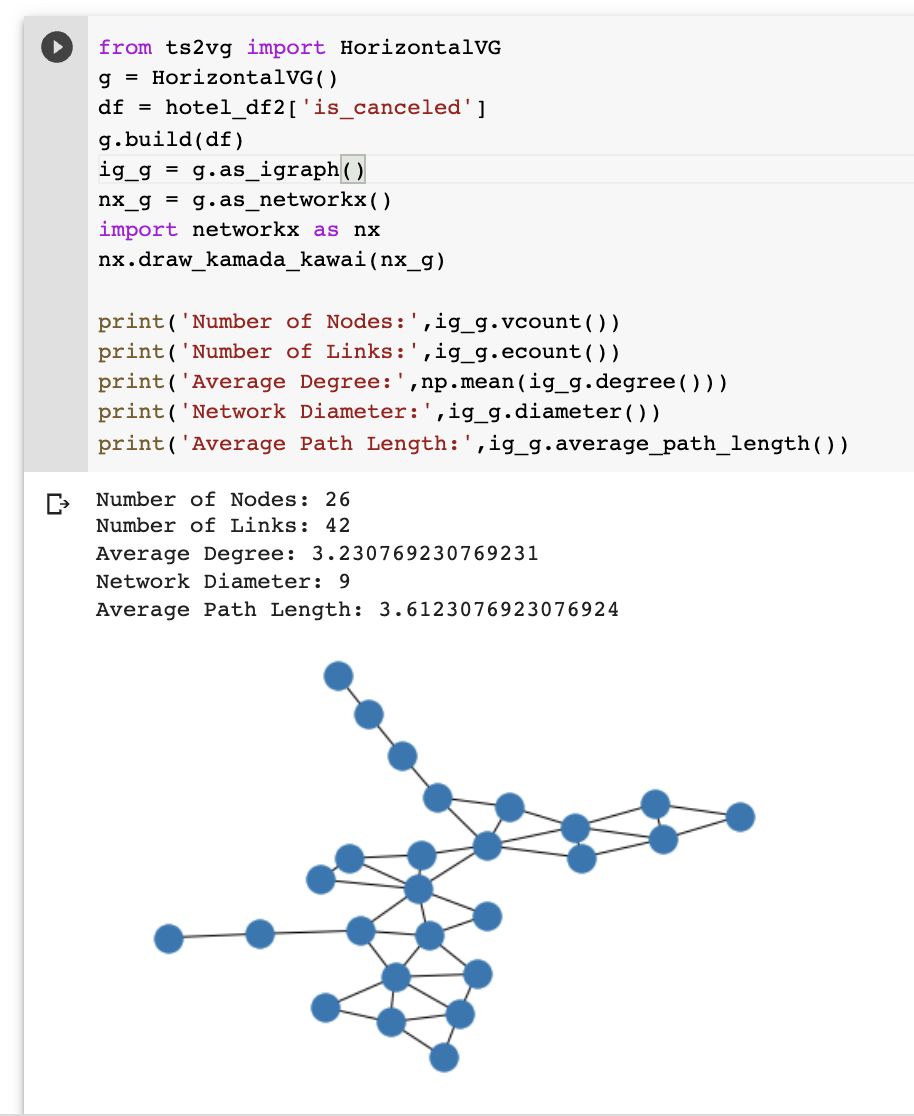 from ts2vg import HorizontalVG
g = HorizontalVG()
df = hotel_df2['is_canceled']
g.build(df)
ig_g = g.as_igraph()
nx_g = g.as_networkx()
import networkx as nx
nx.draw_kamada_kawai(nx_g)
print('Number of Nodes:',ig_g.vcount())
print('Number of Links:',ig_g.ecount())
print('Average Degree:',np.mean(ig_g.degree()))
print('Network Diameter:',ig_g.diameter())
print('Average Path Length:',ig_g.average_path_length())
Number of Nodes: 26
Number of Links: 42
Average Degree: 3.230769230769231
Network Diameter: 9
Average Path Length: 3.6123076923076924